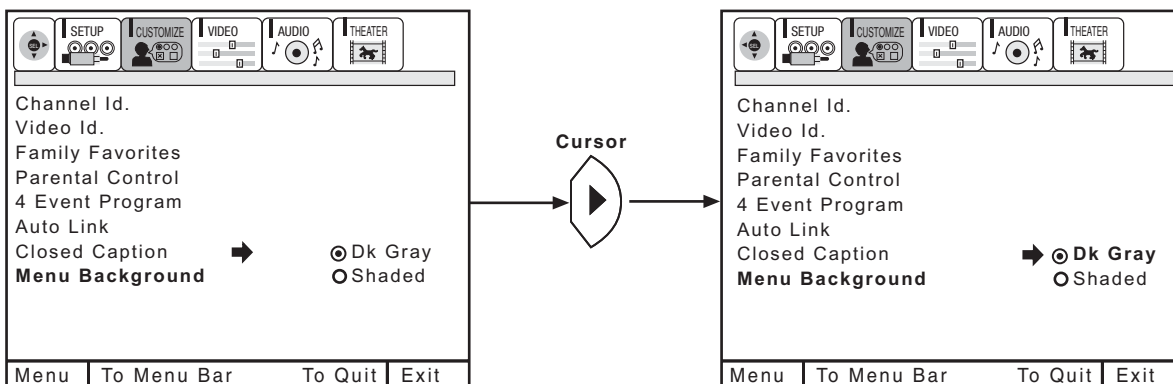 SETUP CUSTOMIZE VIDEO AUDIO THEATER
SEL
Channel Id.
Video Id.
Family Favorites
Parental Control
4 Event Program
Auto Link
Closed Caption Dk Gray
Menu Background Shaded
Menu To Menu Bar To Quit Exit
Cursor
SETUP CUSTOMIZE VIDEO AUDIO THEATER
SEL
Channel Id.
Video Id.
Family Favorites
Parental Control
4 Event Program
Auto Link
Closed Caption Dk Gray
Menu Background Shaded
Menu To Menu Bar To Quit Exit